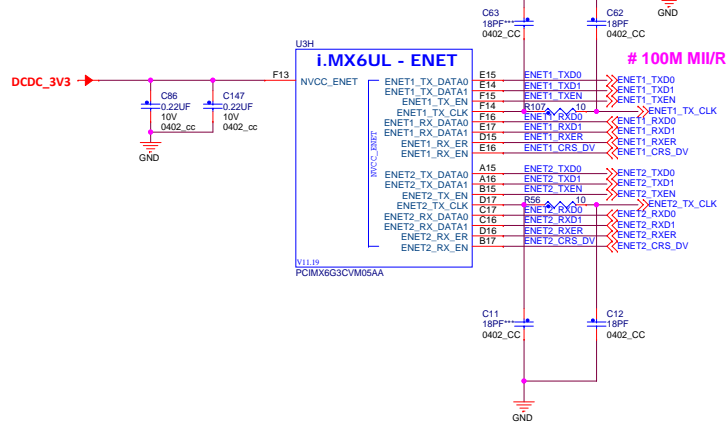 C63
18PF***
0402_CC
C62
18PF
0402_CC
GND
# 100M MII/R
U3H
i.MX6UL - ENET
DCDC_3V3
F13
NVCC_ENET
NVCC_ENET
C86
0.22UF
10V
0402_cc
C147
0.22UF
10V
0402_cc
GND
ENET1_TX_DATA0 E15 ENET1_TXD0 ENET1_TXD0
ENET1_TX_DATA1 E14 ENET1_TXD1 ENET1_TXD1
ENET1_TX_EN F15 ENET1_TXEN ENET1_TXEN
ENET1_TX_CLK F14 R107 10 ENET1_TX_CLK
ENET1_RX_DATA0 F16 ENET1_RXD0 ENET1_RXD0
ENET1_RX_DATA1 E17 ENET1_RXD1 ENET1_RXD1
ENET1_RX_ER D15 ENET1_RXER ENET1_RXER
ENET1_RX_EN E16 ENET1_CRS_DV ENET1_CRS_DV
ENET2_TX_DATA0 A15 ENET2_TXD0 ENET2_TXD0
ENET2_TX_DATA1 A16 ENET2_TXD1 ENET2_TXD1
ENET2_TX_EN B15 ENET2_TXEN ENET2_TXEN
ENET2_TX_CLK D17 R56 10 ENET2_TX_CLK
ENET2_RX_DATA0 C17 ENET2_RXD0 ENET2_RXD0
ENET2_RX_DATA1 C16 ENET2_RXD1 ENET2_RXD1
ENET2_RX_ER D16 ENET2_RXER ENET2_RXER
ENET2_RX_EN B17 ENET2_CRS_DV ENET2_CRS_DV
V11.19
PCIMX6G3CVM05AA
C11
18PF***
0402_CC
C12
18PF
0402_CC
GND